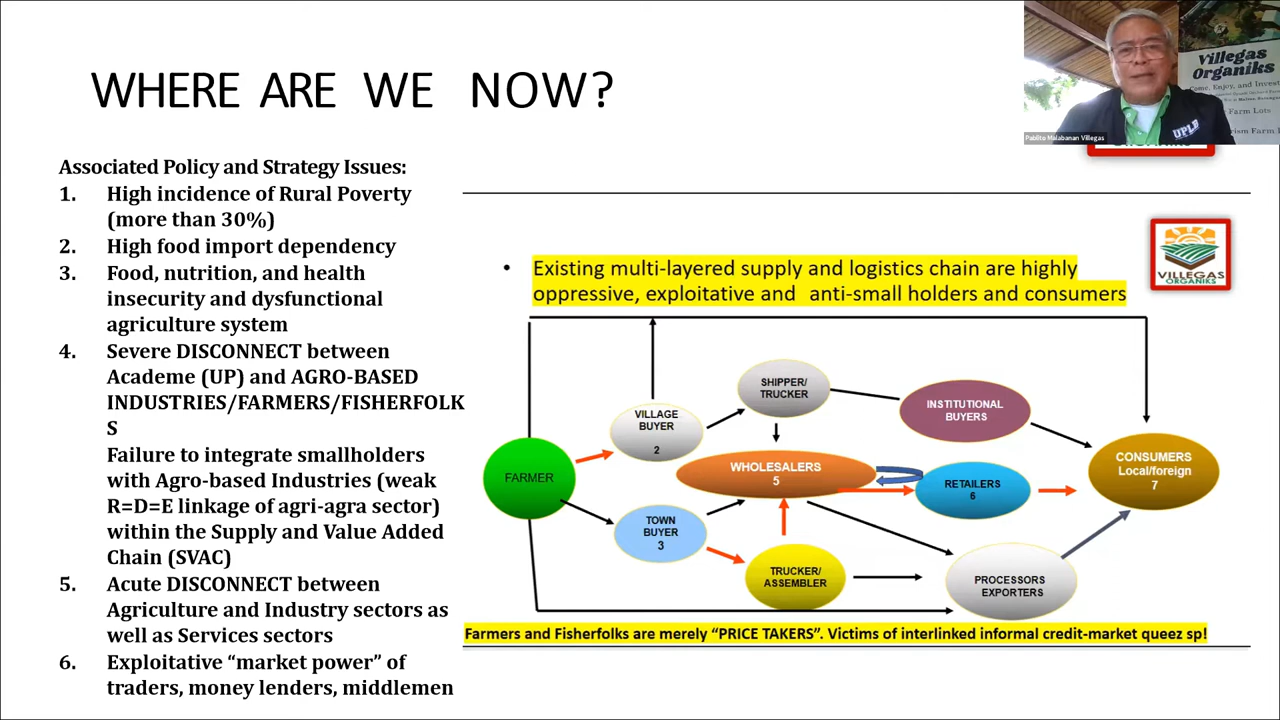 WHERE ARE WE NOW?
Villegas
Organiks
Come, Enjoy, and Invest
Farm Lots
UPLB
Pablito Malabanan Villegas
Associated Policy and Strategy Issues:
1. High incidence of Rural Poverty
(more than 30%)
2. High food import dependency
3. Food, nutrition, and health
insecurity and dysfunctional
agriculture system
4. Severe DISCONNECT between
Academe (UP) and AGRO-BASED
INDUSTRIES/FARMERS/FISHERFOLK
S
Failure to integrate smallholders
with Agro-based Industries (weak
R=D=E linkage of agri-agra sector)
within the Supply and Value Added
Chain (SVAC)
5. Acute DISCONNECT between
Agriculture and Industry sectors as
well as Services sectors
6. Exploitative “market power” of
traders, money lenders, middlemen
• Existing multi-layered supply and logistics chain are highly
oppressive, exploitative and anti-small holders and consumers
VILLEGAS
ORGANIKS
SHIPPER/
TRUCKER
INSTITUTIONAL
BUYERS
VILLAGE
BUYER
2
FARMER
WHOLESALERS
5
RETAILERS
6
CONSUMERS
Local/foreign
7
TOWN
BUYER
3
TRUCKER/
ASSEMBLER
PROCESSORS
EXPORTERS
Farmers and Fisherfolks are merely “PRICE TAKERS”. Victims of interlinked informal credit-market queez sp!